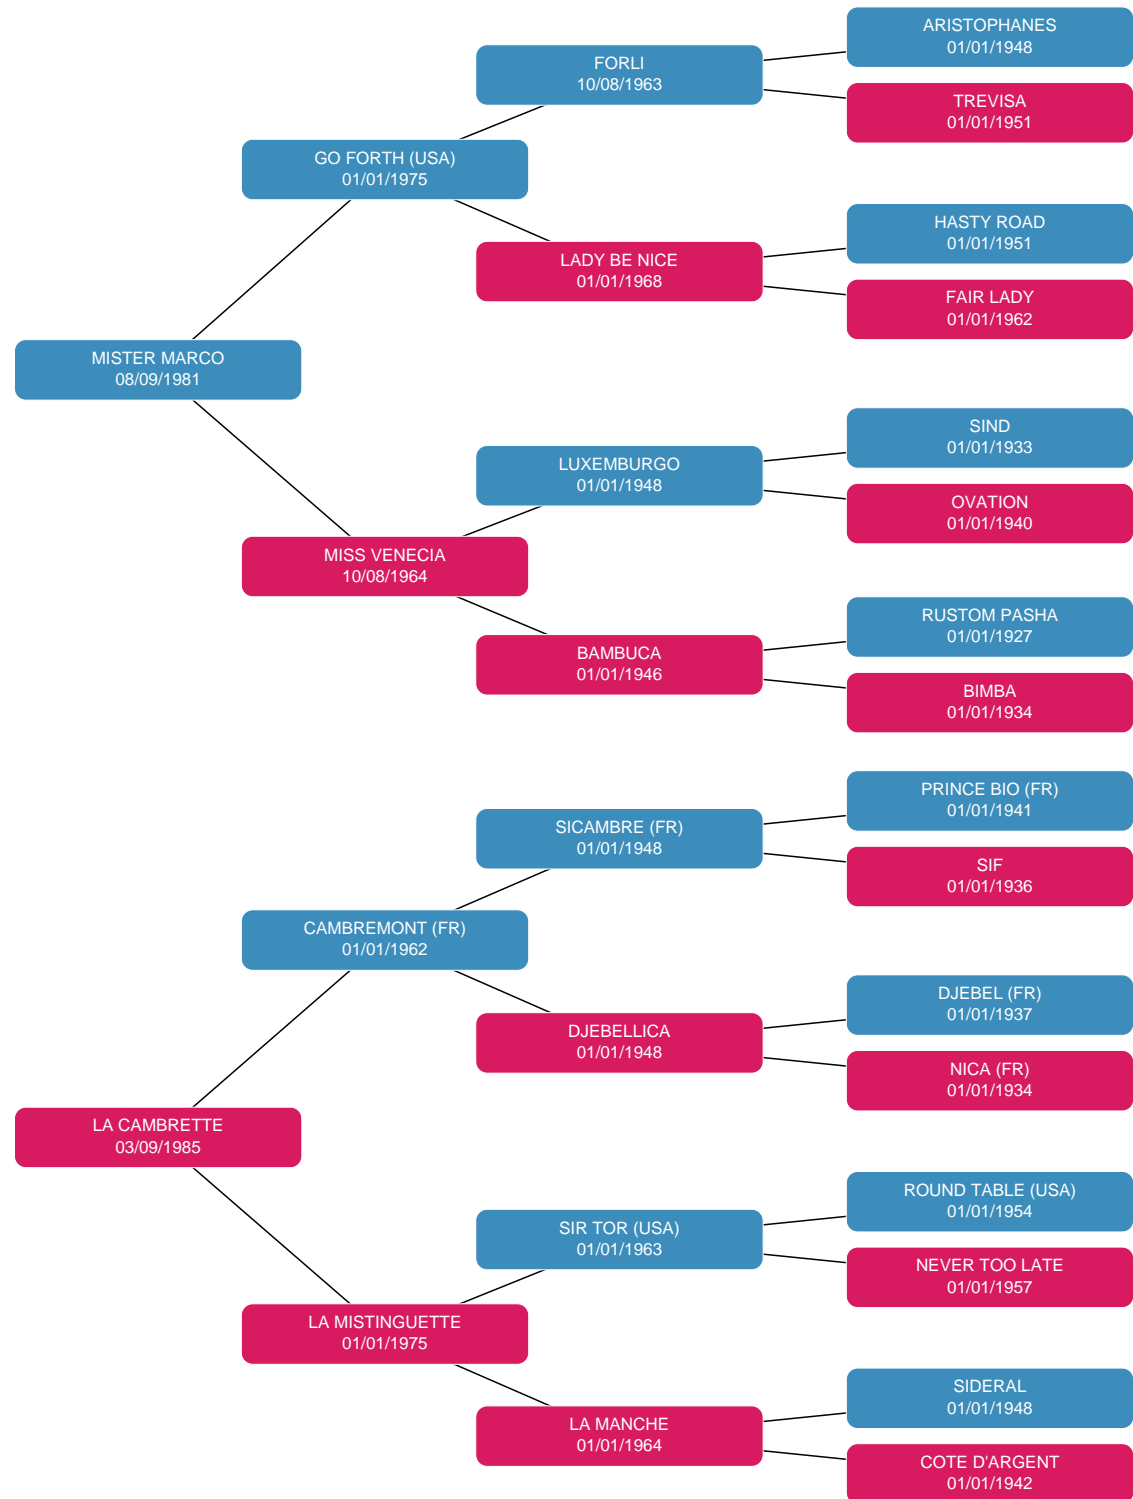 ARISTOPHANES
01/01/1948
FORLI
10/08/1963
TREVISA
01/01/1951
GO FORTH (USA)
01/01/1975
HASTY ROAD
01/01/1951
LADY BE NICE
01/01/1968
FAIR LADY
01/01/1962
MISTER MARCO
08/09/1981
SIND
01/01/1933
LUXEMBURGO
01/01/1948
OVATION
01/01/1940
MISS VENECIA
10/08/1964
RUSTOM PASHA
01/01/1927
BAMBUCA
01/01/1946
BIMBA
01/01/1934
PRINCE BIO (FR)
01/01/1941
SICAMBRE (FR)
01/01/1948
SIF
01/01/1936
CAMBREMONT (FR)
01/01/1962
DJEBEL (FR)
01/01/1937
DJEBELLICA
01/01/1948
NICA (FR)
01/01/1934
LA CAMBRETTE
03/09/1985
ROUND TABLE (USA)
01/01/1954
SIR TOR (USA)
01/01/1963
NEVER TOO LATE
01/01/1957
LA MISTINGUETTE
01/01/1975
SIDERAL
01/01/1948
LA MANCHE
01/01/1964
COTE D'ARGENT
01/01/1942